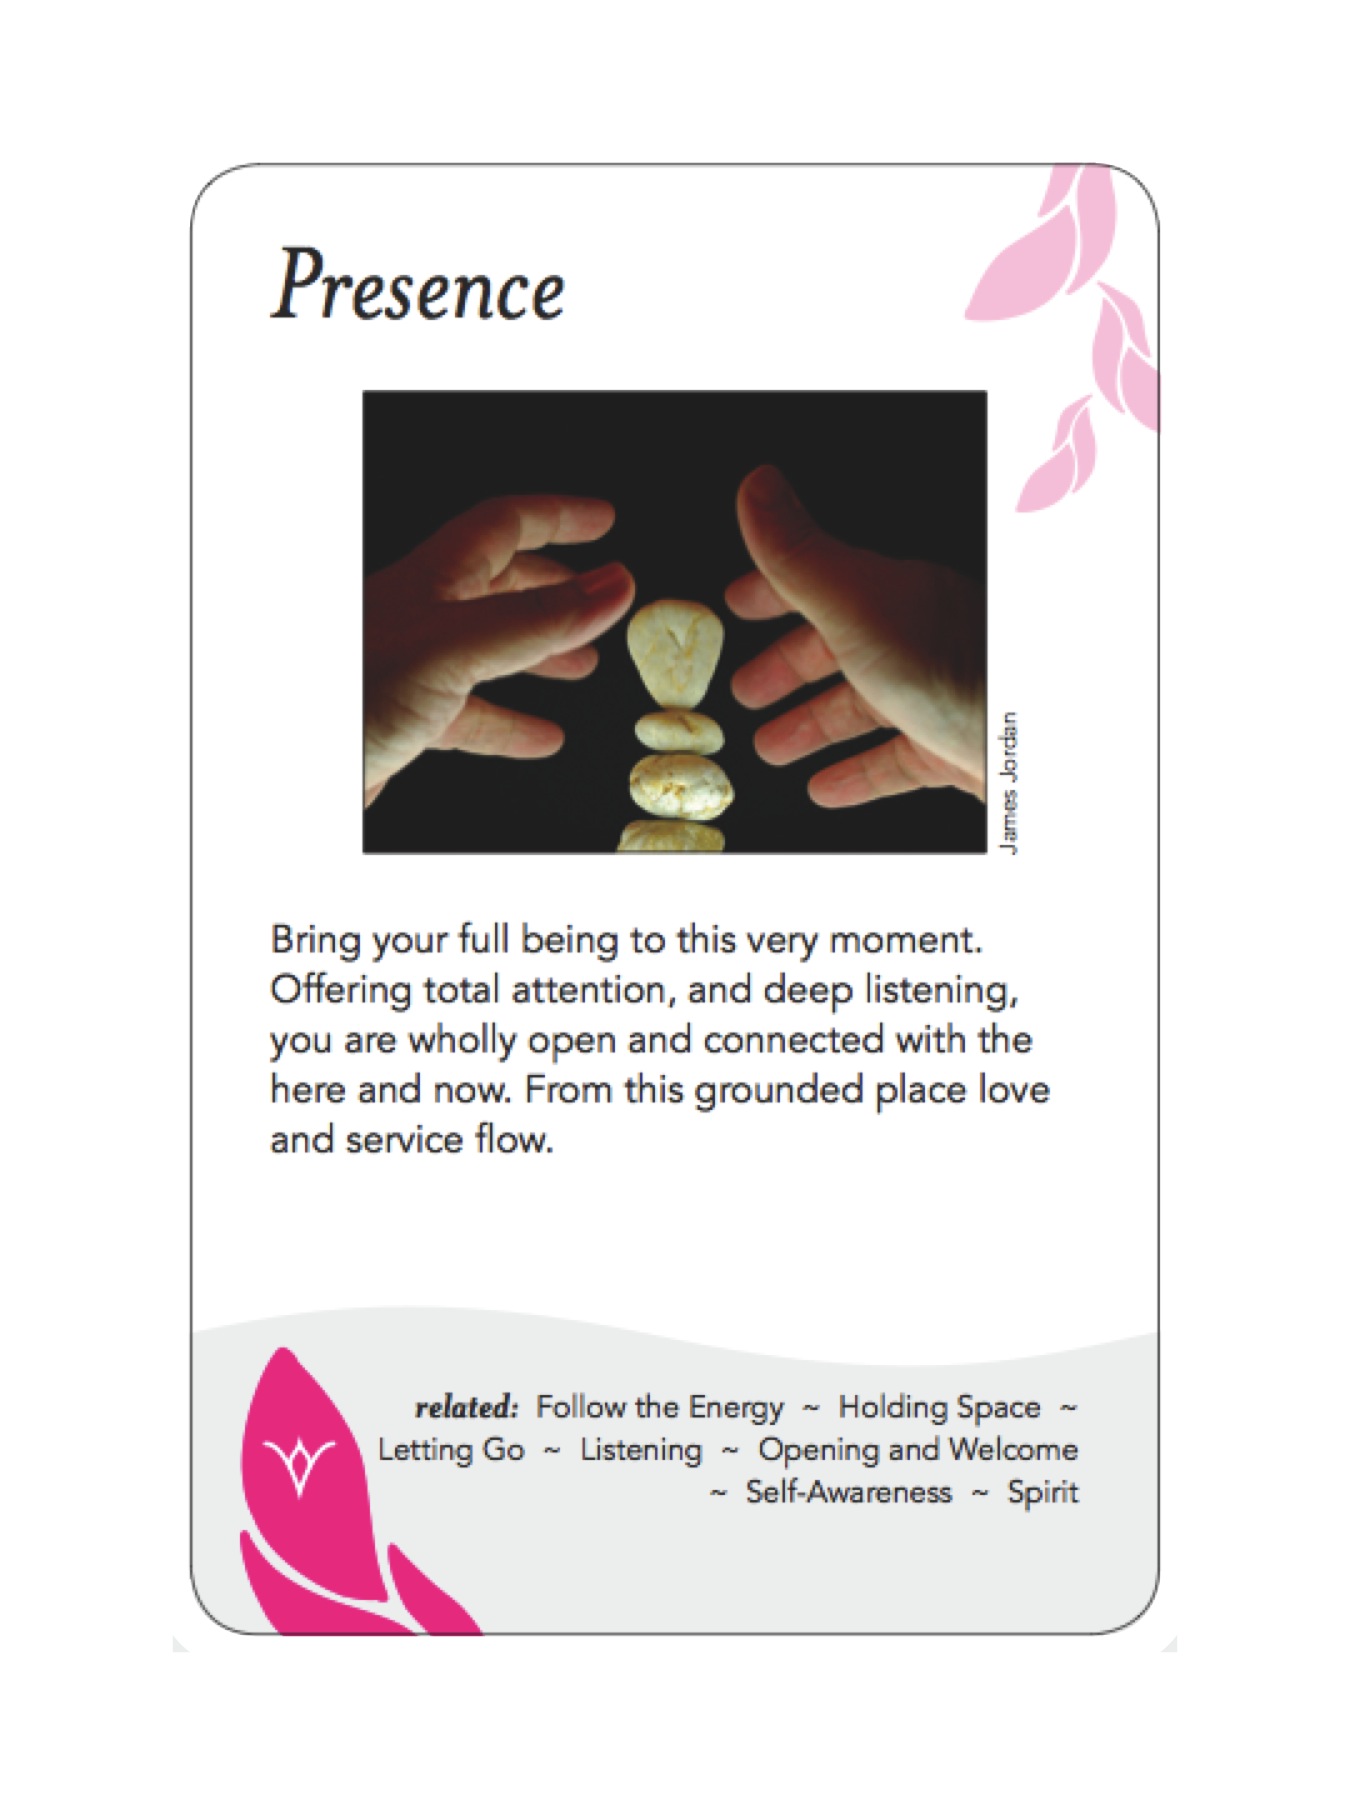 Presence
James Jordan
Bring your full being to this very moment.
Offering total attention, and deep listening,
you are wholly open and connected with the
here and now. From this grounded place love
and service flow.
related: Follow the Energy ~ Holding Space ~
Letting Go ~ Listening ~ Opening and Welcome
~ Self-Awareness ~ Spirit